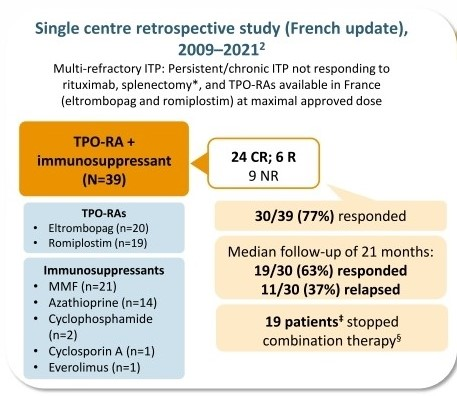 Single centre retrospective study (French update),
2009–2021²
Multi-refractory ITP: Persistent/chronic ITP not responding to
rituximab, splenectomy*, and TPO-RAs available in France
(eltrombopag and romiplostim) at maximal approved dose
TPO-RA +
immunosuppressant
(N=39)
24 CR; 6 R
9 NR
TPO-RAs
• Eltrombopag (n=20)
• Romiplostim (n=19)
Immunosuppressants
• MMF (n=21)
• Azathioprine (n=14)
• Cyclophosphamide
(n=2)
• Cyclosporin A (n=1)
• Everolimus (n=1)
30/39 (77%) responded
Median follow-up of 21 months:
19/30 (63%) responded
11/30 (37%) relapsed
19 patients‡ stopped
combination therapy§